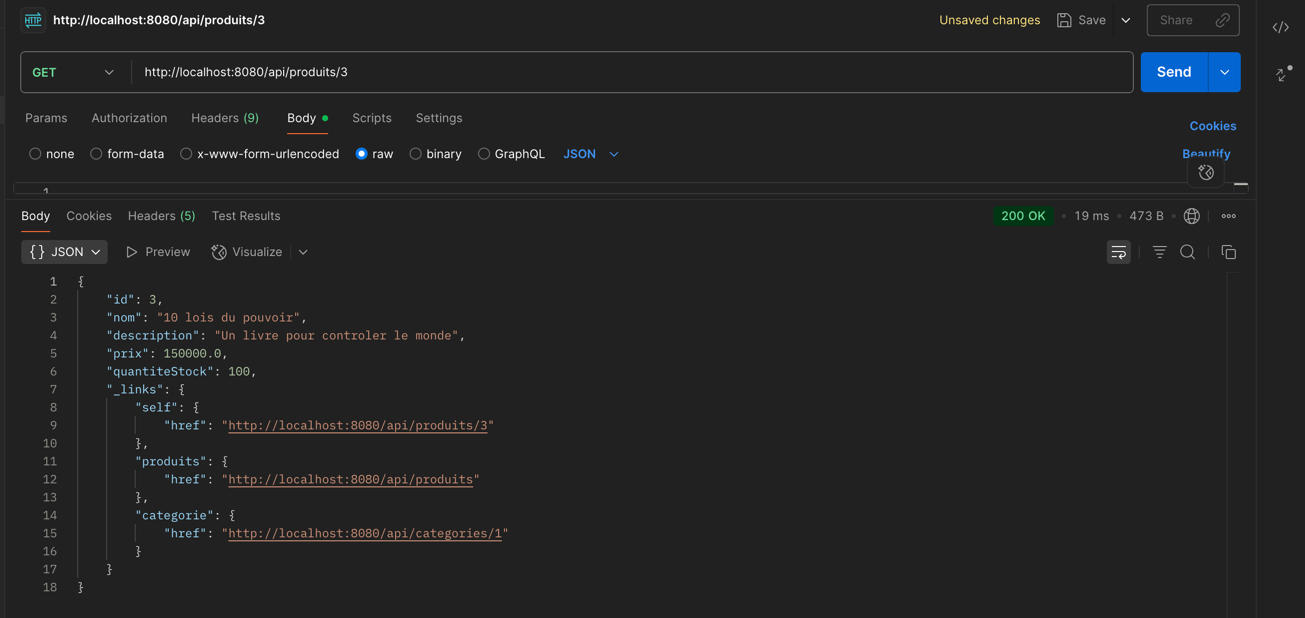 HTTP http://localhost:8080/api/produits/3 Unsaved changes Save Share
GET http://localhost:8080/api/produits/3 Send
Params Authorization Headers (9) Body Scripts Settings Cookies
none form-data x-www-form-urlencoded raw binary GraphQL JSON Beautify
1
Body Cookies Headers (5) Test Results 200 OK • 19 ms • 473 B
{} JSON Preview Visualize
1 {
2 "id": 3,
3 "nom": "10 lois du pouvoir",
4 "description": "Un livre pour controler le monde",
5 "prix": 150000.0,
6 "quantiteStock": 100,
7 "_links": {
8 "self": {
9 "href": "http://localhost:8080/api/produits/3"
10 },
11 "produits": {
12 "href": "http://localhost:8080/api/produits"
13 },
14 "categorie": {
15 "href": "http://localhost:8080/api/categories/1"
16 }
17 }
18 }